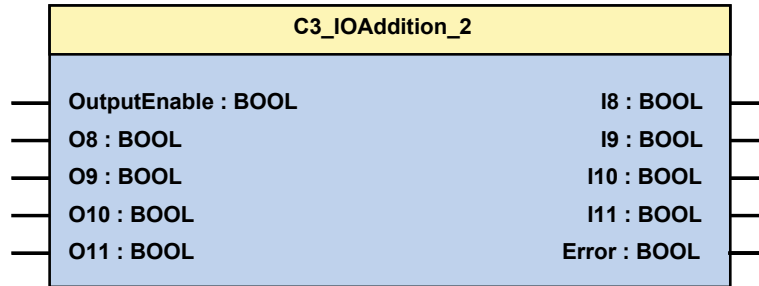 C3_IOAddition_2
OutputEnable : BOOL I8 : BOOL
O8 : BOOL I9 : BOOL
O9 : BOOL I10 : BOOL
O10 : BOOL I11 : BOOL
O11 : BOOL Error : BOOL